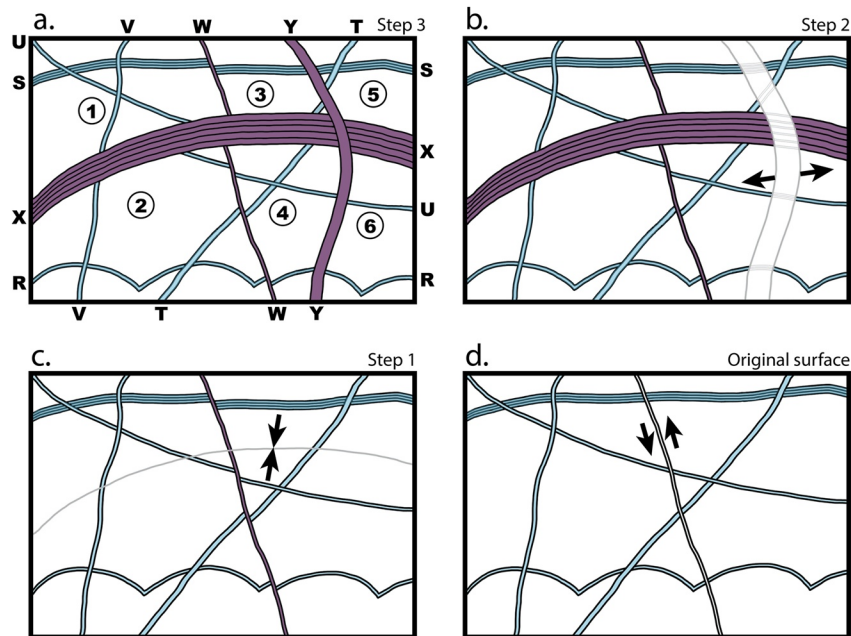 a.
V W Y T
Step 3
U
S
S
1
3
5
X
2
4
6
X
U
R
R
V T W Y
b.
Step 2
c.
Step 1
d.
Original surface